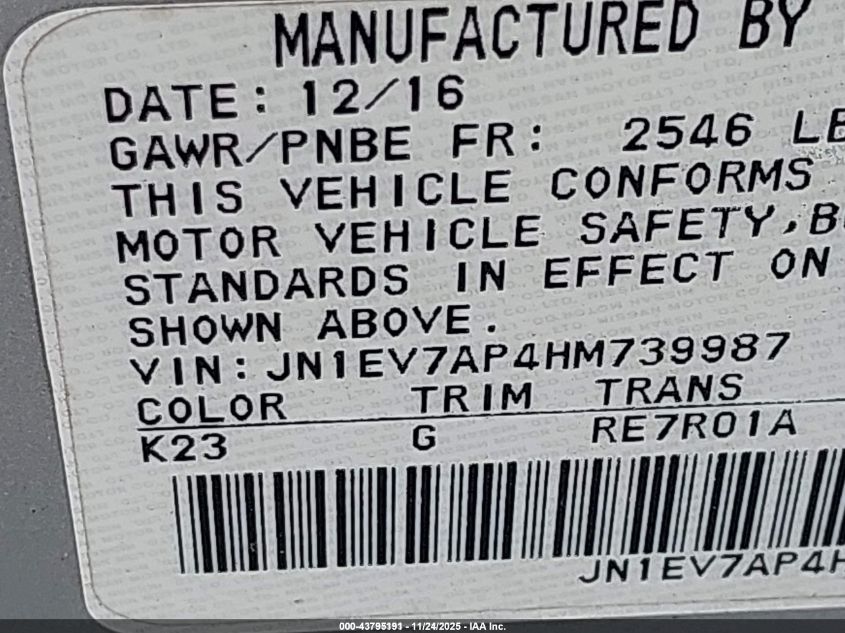 MANUFACTURED BY
DATE: 12/16
GAWR/PNBE FR: 2546 LB
THIS VEHICLE CONFORMS
MOTOR VEHICLE SAFETY,B
STANDARDS IN EFFECT ON
SHOWN ABOVE.
VIN:JN1EV7AP4HM739987
COLOR TRIM TRANS
K23 G RE7R01A
JN1EV7AP4H
000-43795191 - 11/24/2025 - IAA Inc.